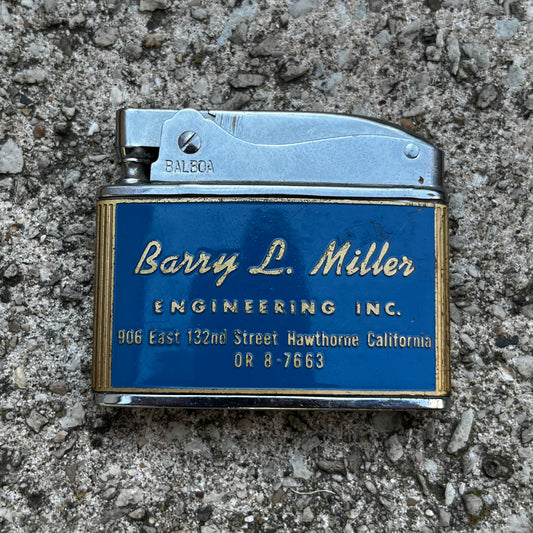 BALBOA
Barry L. Miller
ENGINEERING INC.
906 East 132nd Street Hawthorne California
OR 8-7663